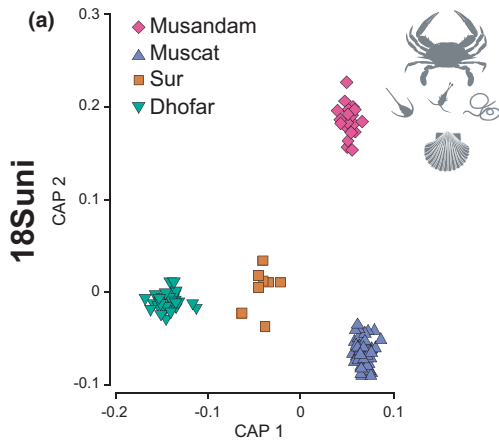 (a)
18Suni
CAP 2
0.3
0.2
0.1
0
-0.1
Musandam
Muscat
Sur
Dhofar
-0.2
-0.1
0
0.1
CAP 1